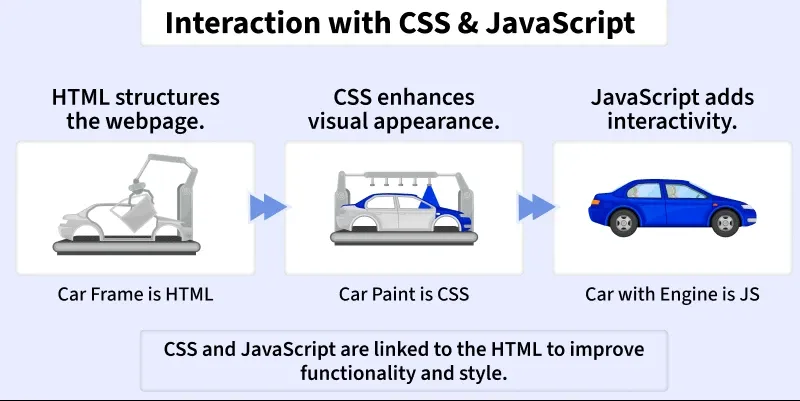 Interaction with CSS & JavaScript
HTML structures
the webpage.
CSS enhances
visual appearance.
JavaScript adds
interactivity.
Car Frame is HTML
Car Paint is CSS
Car with Engine is JS
CSS and JavaScript are linked to the HTML to improve
functionality and style.